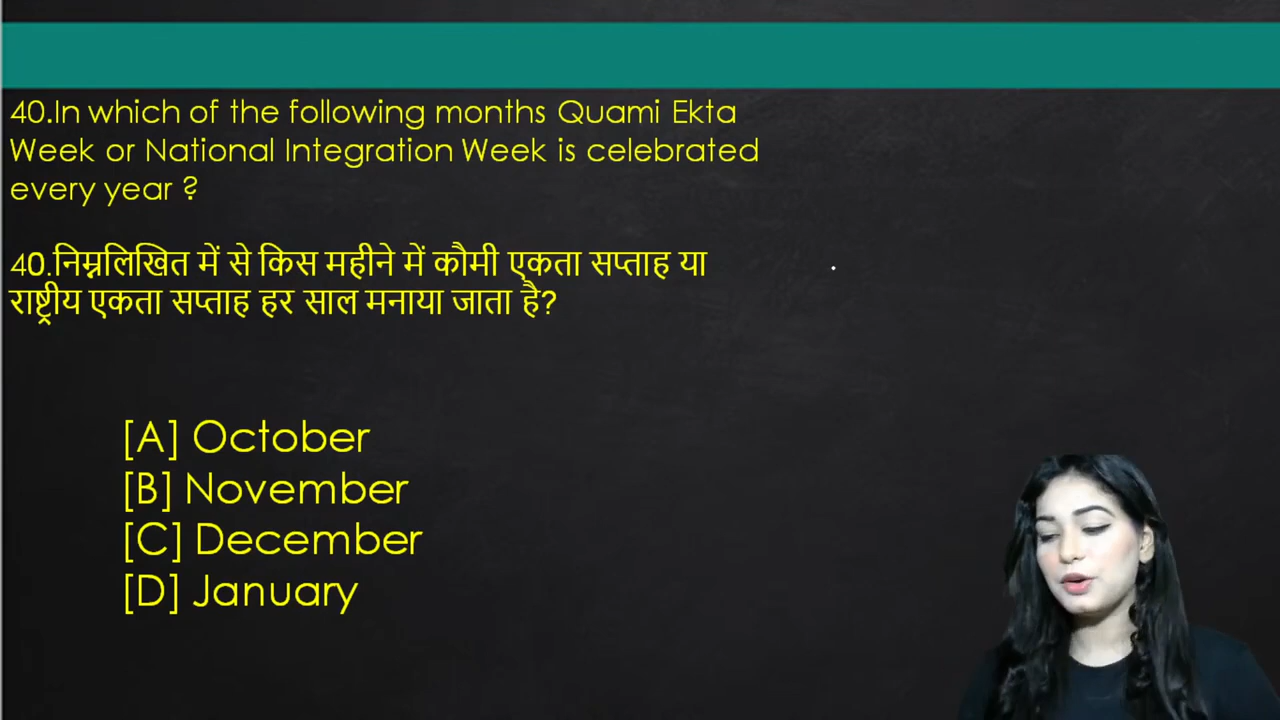 40.In which of the following months Quami Ekta
Week or National Integration Week is celebrated
every year ?
40.निम्नलिखित में से किस महीने में कौमी एकता सप्ताह या
राष्ट्रीय एकता सप्ताह हर साल मनाया जाता है?
[A] October
[B] November
[C] December
[D] January